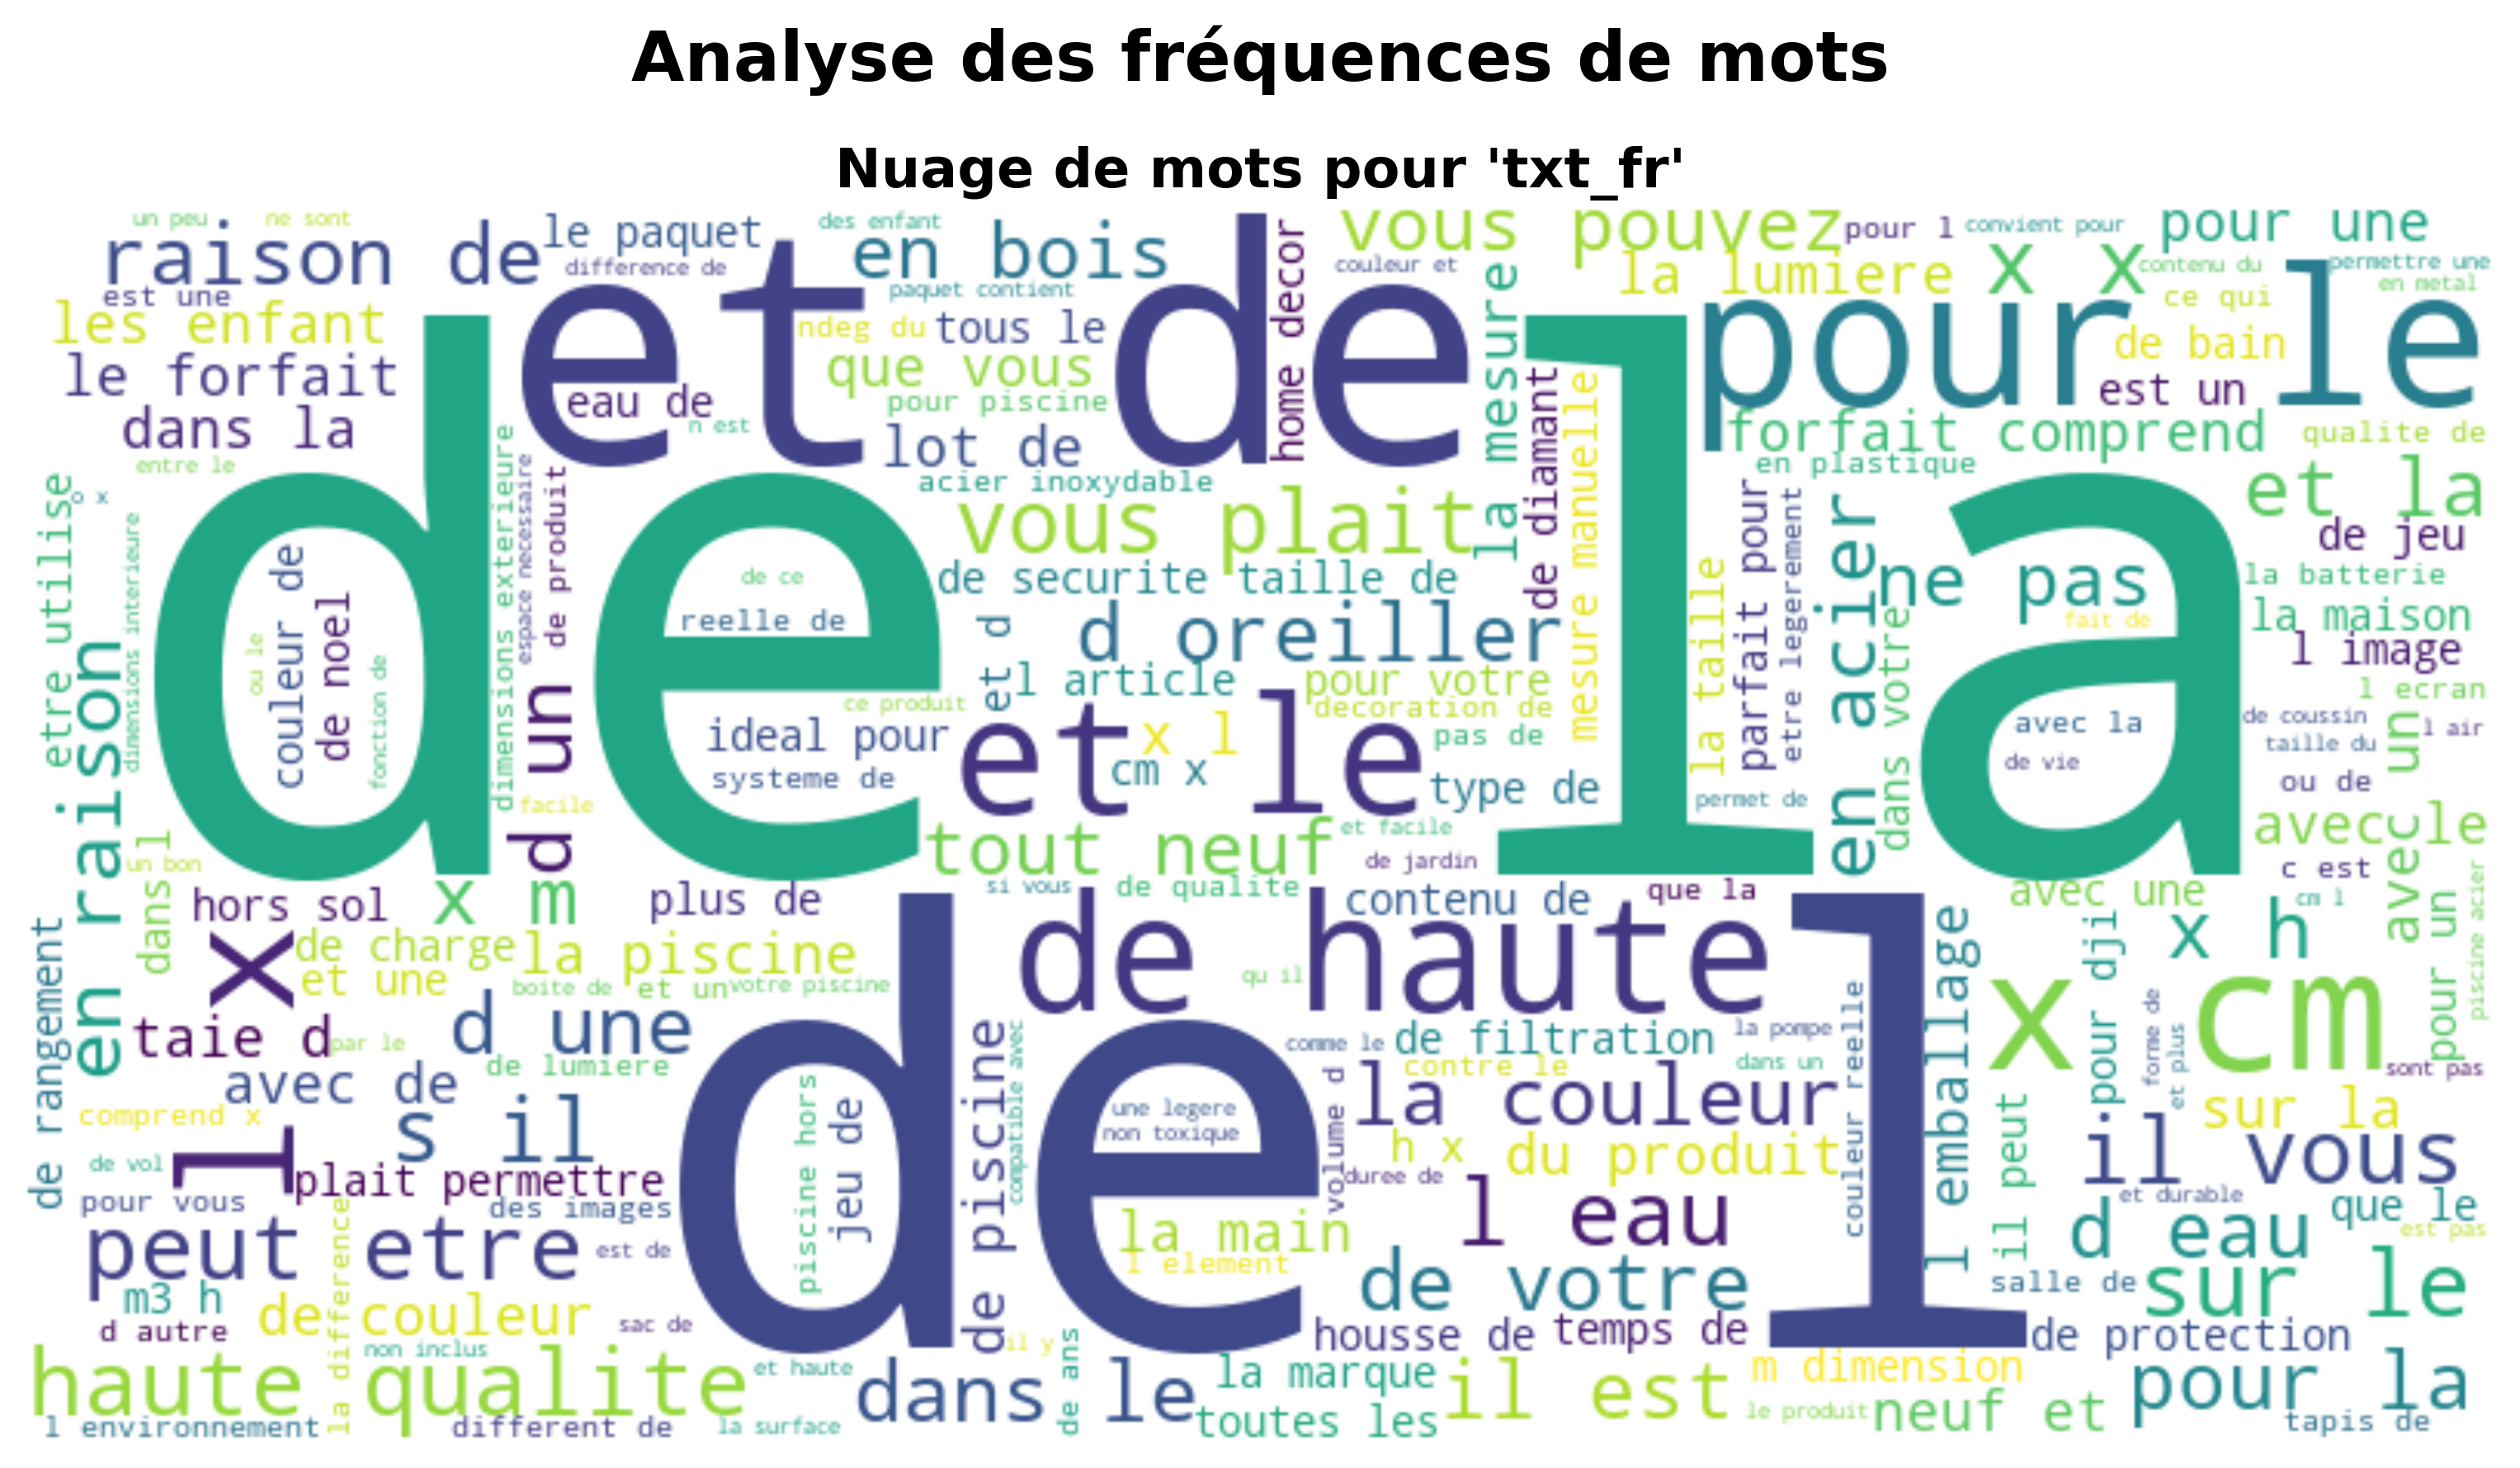 Analyse des fréquences de mots
Nuage de mots pour 'txt_fr'
un peu
ne sont
raison de
le paquet
des enfant
en bois
difference de
est une
paquet contient
les enfant
le forfait
dans la
entre le
et de
ndeg du
tous le
que vous
eau de
pour piscine
n est
lot de
home decor
vous pouvez
pour l
convient pour
pour une
couleur et
la lumiere
x x
contenu du
permettre une
en metal
ce qui
pour le
de bain
est un
forfait comprend
qualite de
en plastique
et la
de jeu
la mesure
de diamant
mesure manuelle
acier inoxydable
vous plait
de securite
taille de
d oreiller
et d
l article
pour votre
decoration de
ce produit
et le
x l
cm x
pas de
type de
tout neuf
et facile
de jardin
de la
o x
etre utilise
en raison
dimensions interieure
ou le
couleur de
de noel
fonction de
dimensions exterieure
espace necessaire
de produit
d un
facile
de ce
reelle de
ideal pour
systeme de
la taille
parfait pour
etre legerement
permet de
en acier
dans votre
ne pas
fait de
avec la
de vie
la batterie
la maison
l image
l ecran
de coussin
l air
taille du
ou de
avec un
avec le
c est
avec une
cm l
piscine acier
pour un
dans l
un bon
hors sol
x m
plus de
si vous
de qualite
contenu de
que la
l x
de charge
la piscine
et une
boite de
et un
votre piscine
de haute
qu il
x h
pour dji
l emballage
x cm
forme de
et plus
sont pas
de rangement
taie d
par le
d une
de lumiere
avec de
comprend x
s il
de vol
plait permettre
pour vous
des images
peut etre
est de
m3 h
d autre
de couleur
sac de
la difference
non inclus
haute qualite
et haute
l environnement
different de
la surface
de l
piscine hors
jeu de
de piscine
compatible avec
une legere
non toxique
la main
l element
il y
de ans
volume d
comme le
de filtration
la pompe
contre le
dans un
la couleur
couleur reelle
h x
du produit
duree de
l eau
de votre
housse de
temps de
dans le
la marque
toutes les
il est
m dimension
le produit
neuf et
il peut
sur la
il vous
et durable
que le
d eau
est pas
salle de
sur le
de protection
pour la
tapis de